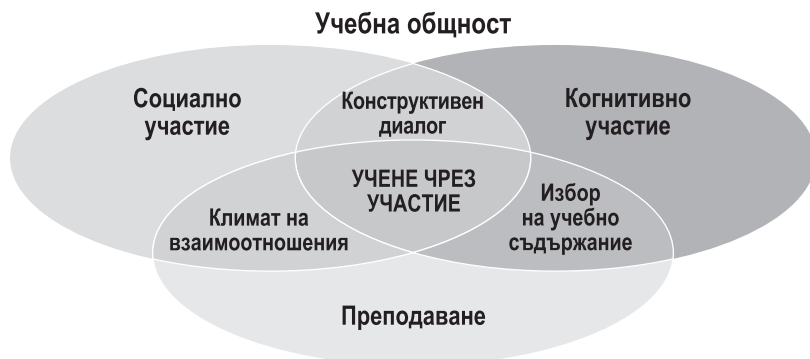 Учебна общност
Социално
участие
Конструктивен
диалог
Когнитивно
участие
УЧЕНЕ ЧРЕЗ
УЧАСТИЕ
Климат на
взаимоотношения
Избор
на учебно
съдържание
Преподаване